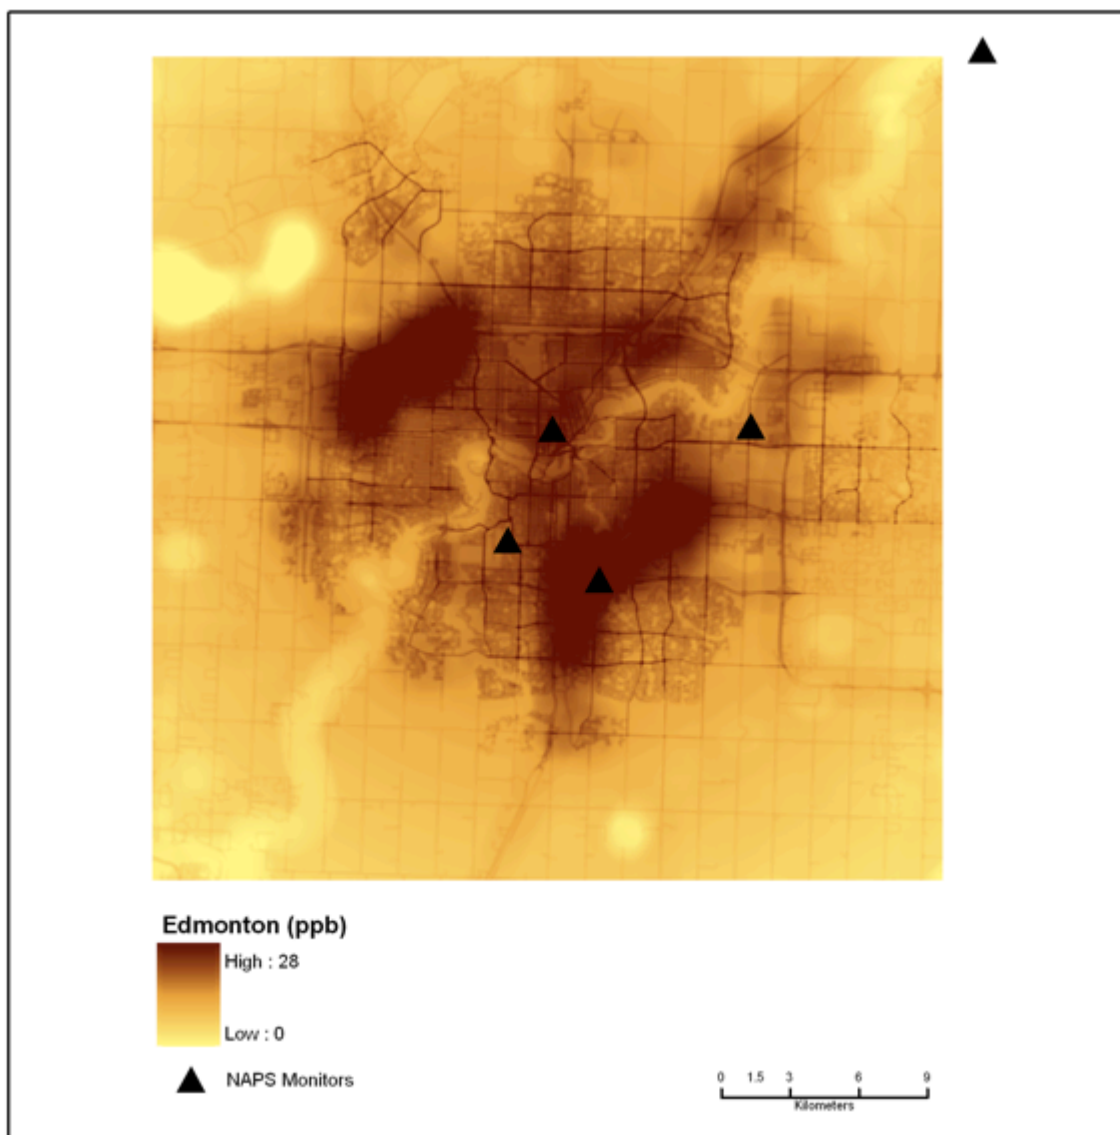 Edmonton (ppb)
High : 28
Low : 0
NAPS Monitors
0 1.5 3 6 9
Kilometers